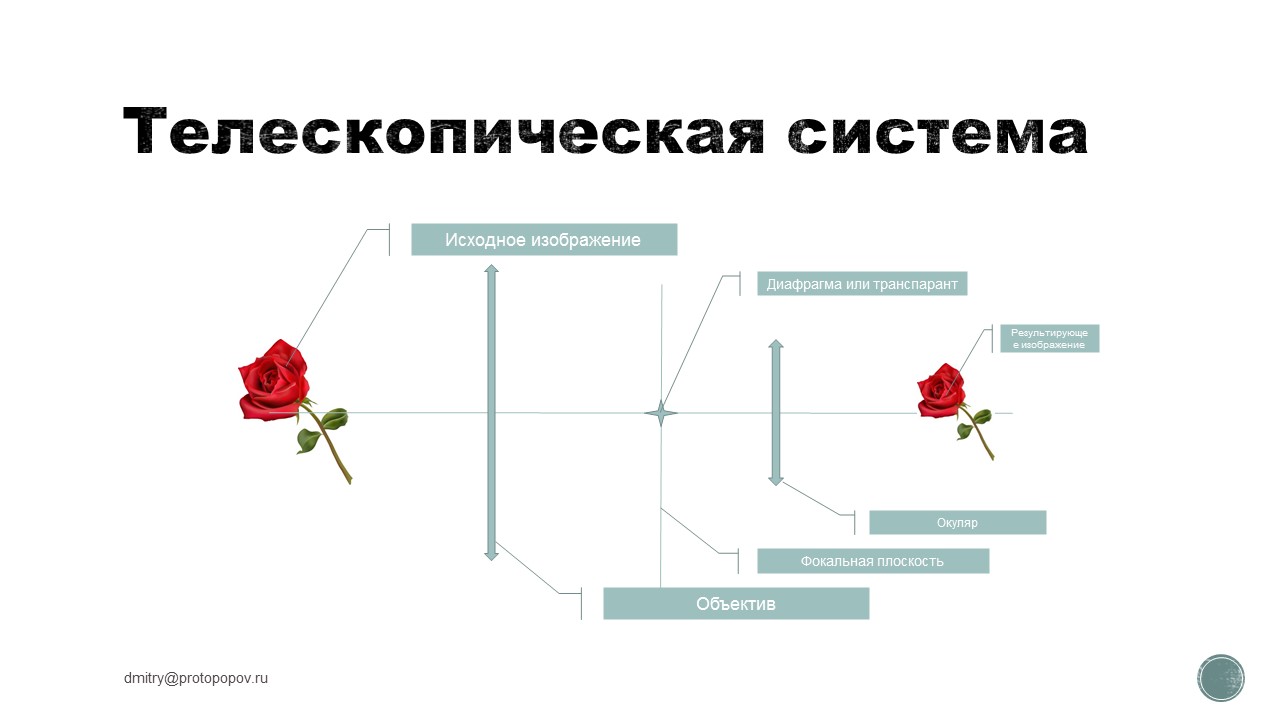 Телескопическая система
Исходное изображение
Диафрагма или транспарант
Результирующе
е изображение
Окуляр
Фокальная плоскость
Объектив
dmitry@protopopov.ru